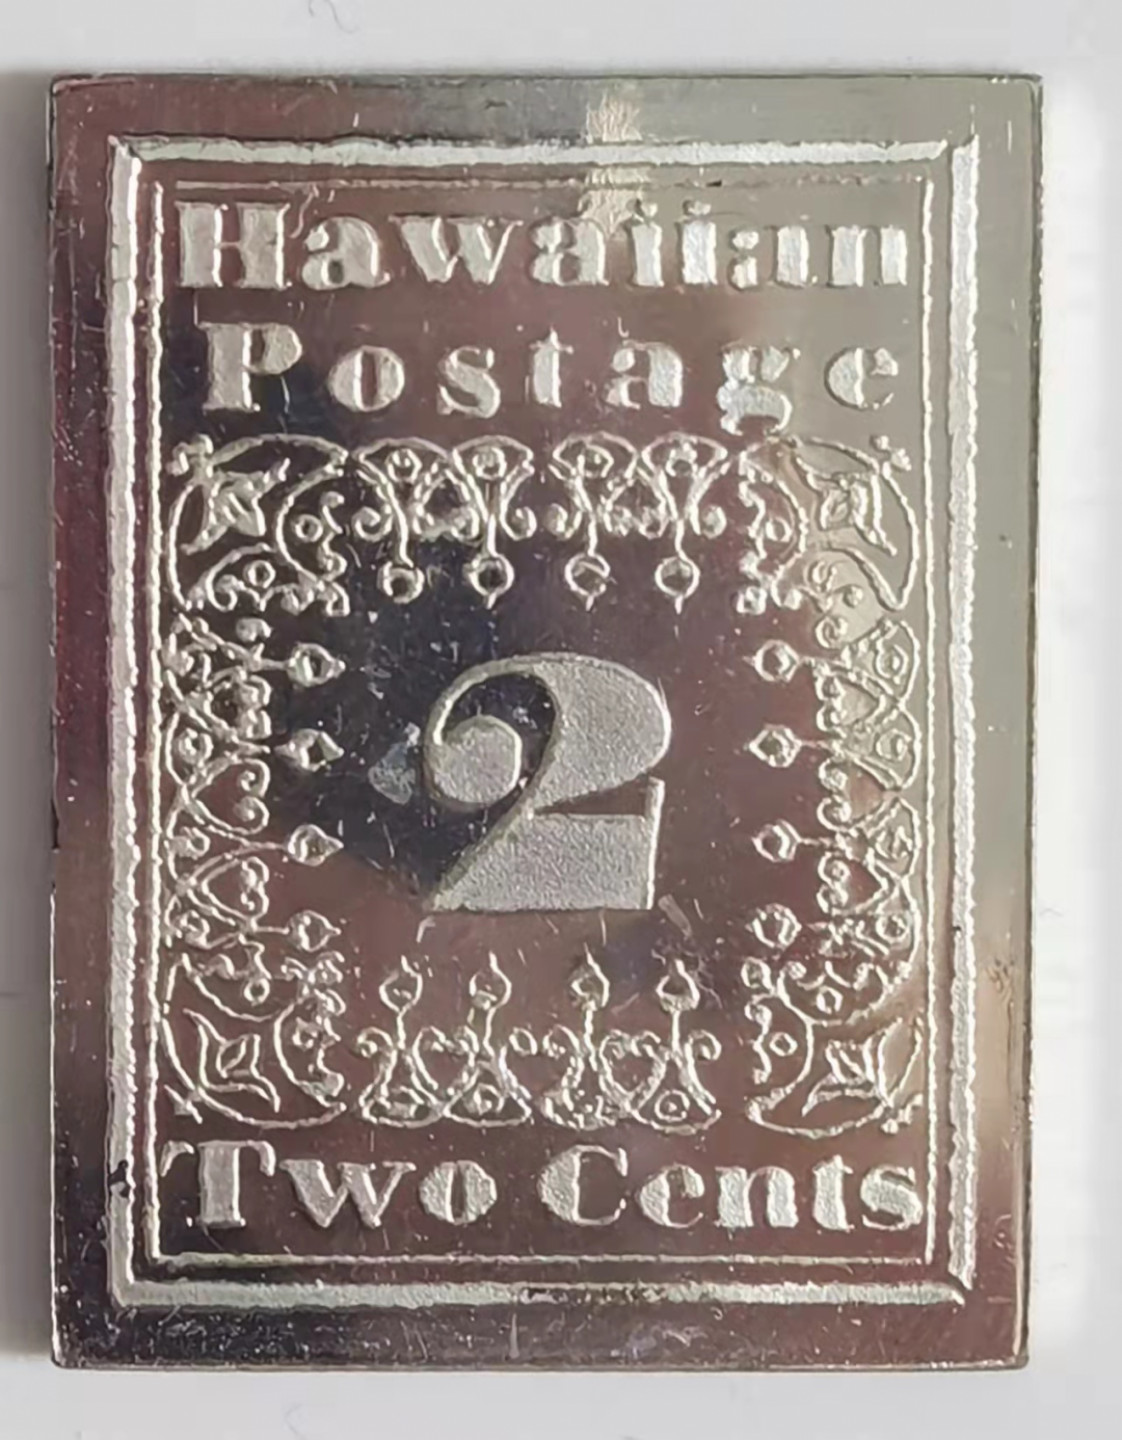 Hawaiian
Postage
2
Two Cents